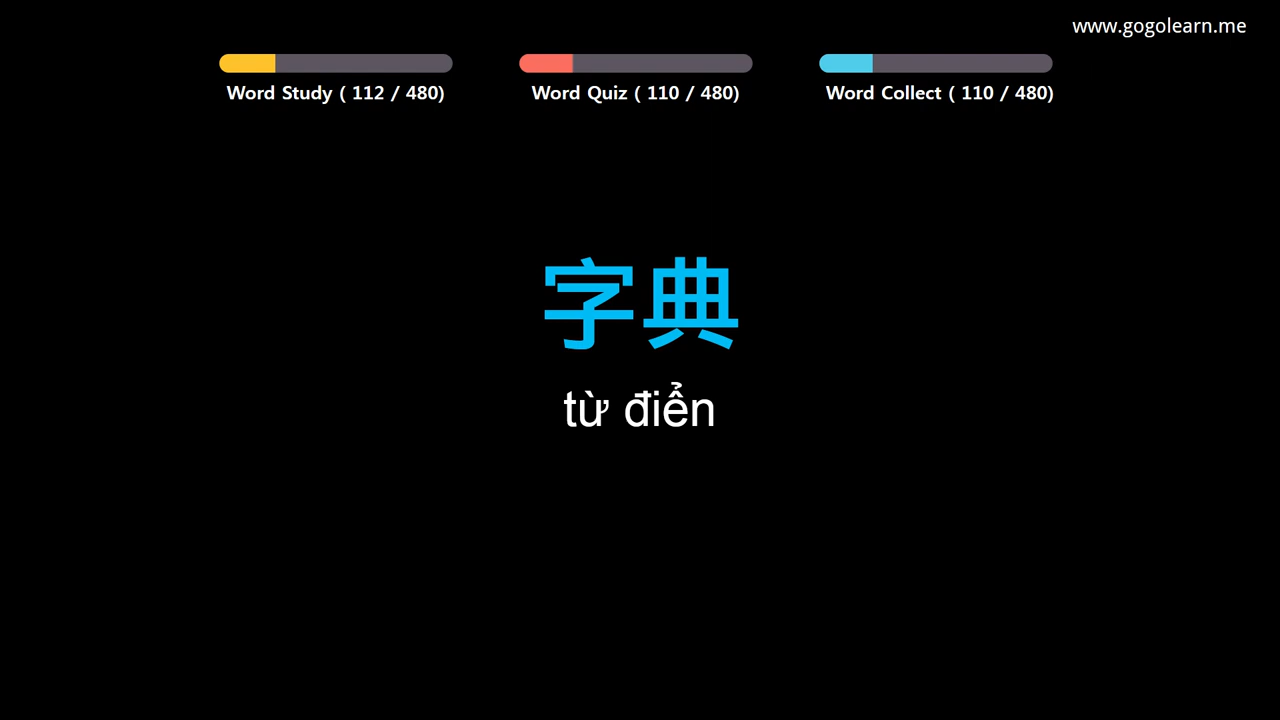 www.gogolearn.me
Word Study ( 112 / 480)
Word Quiz ( 110 / 480)
Word Collect ( 110 / 480)
字典
từ điển